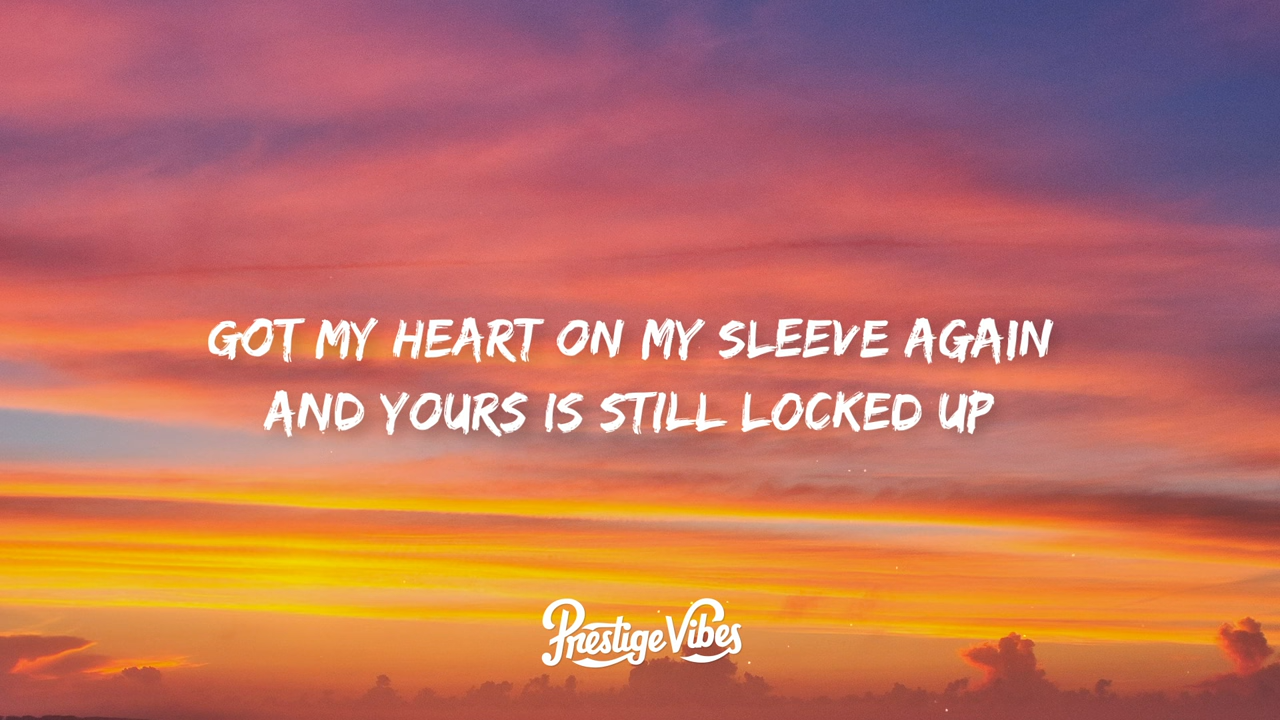 GOT MY HEART ON MY SLEEVE AGAIN
AND YOURS IS STILL LOCKED UP
Prestige Vibes